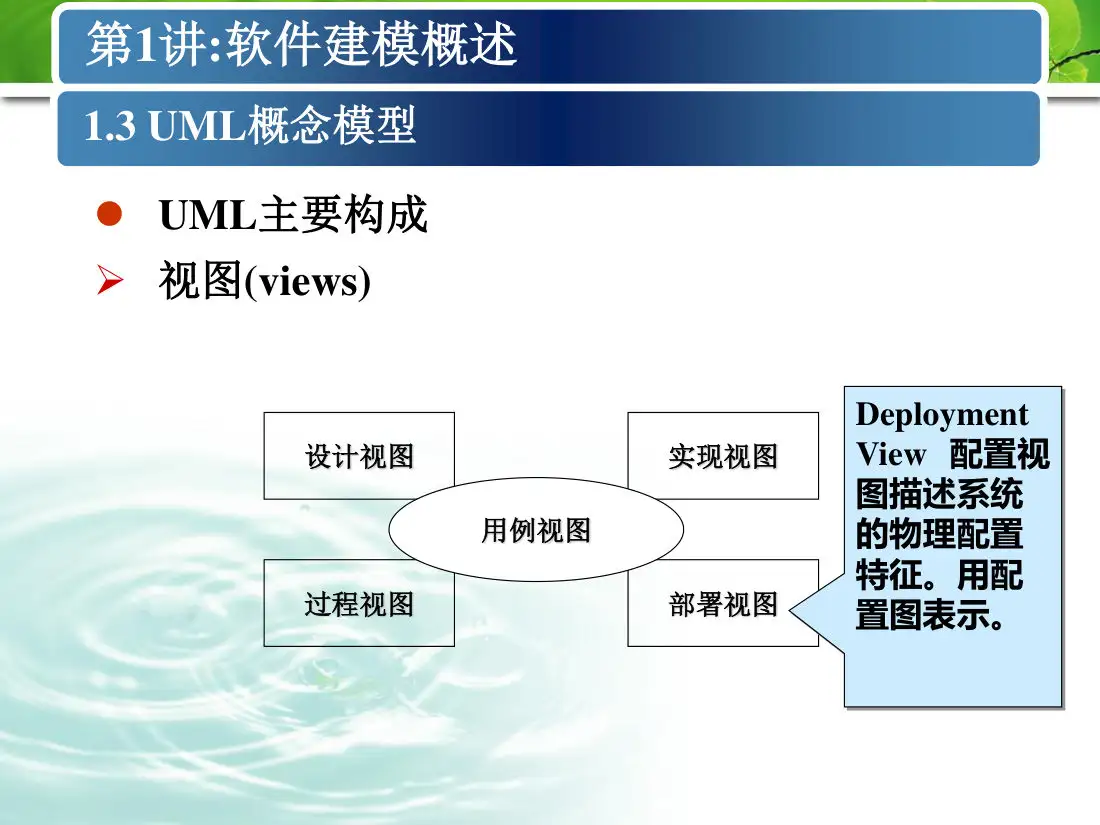 第1讲:软件建模概述
1.3 UML概念模型
UML主要构成
视图(views)
设计视图
实现视图
用例视图
过程视图
部署视图
Deployment
View 配置视
图描述系统
的物理配置
特征。用配
置图表示。